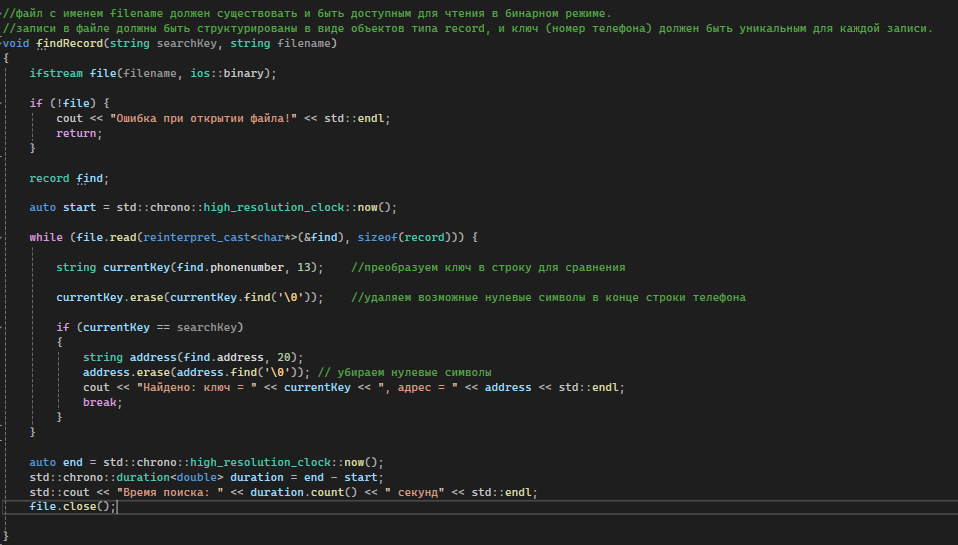 //файл с именем filename должен существовать и быть доступным для чтения в бинарном режиме.
//записи в файле должны быть структурированы в виде объектов типа record, и ключ (номер телефона) должен быть уникальным для каждой записи.
void findRecord(string searchKey, string filename)
{
    ifstream file(filename, ios::binary);
    if (!file) {
        cout << "Ошибка при открытии файла!" << std::endl;
        return;
    }
    record find;
    auto start = std::chrono::high_resolution_clock::now();
    while (file.read(reinterpret_cast<char*>(&find), sizeof(record))) {
        string currentKey(find.phonenumber, 13);    //преобразуем ключ в строку для сравнения
        currentKey.erase(currentKey.find('\0'));    //удаляем возможные нулевые символы в конце строки телефона
        if (currentKey == searchKey)
        {
            string address(find.address, 20);
            address.erase(address.find('\0')); // убираем нулевые символы
            cout << "Найдено: ключ = " << currentKey << ", адрес = " << address << std::endl;
            break;
        }
    }
    auto end = std::chrono::high_resolution_clock::now();
    std::chrono::duration<double> duration = end - start;
    std::cout << "Время поиска: " << duration.count() << " секунд" << std::endl;
    file.close();
}